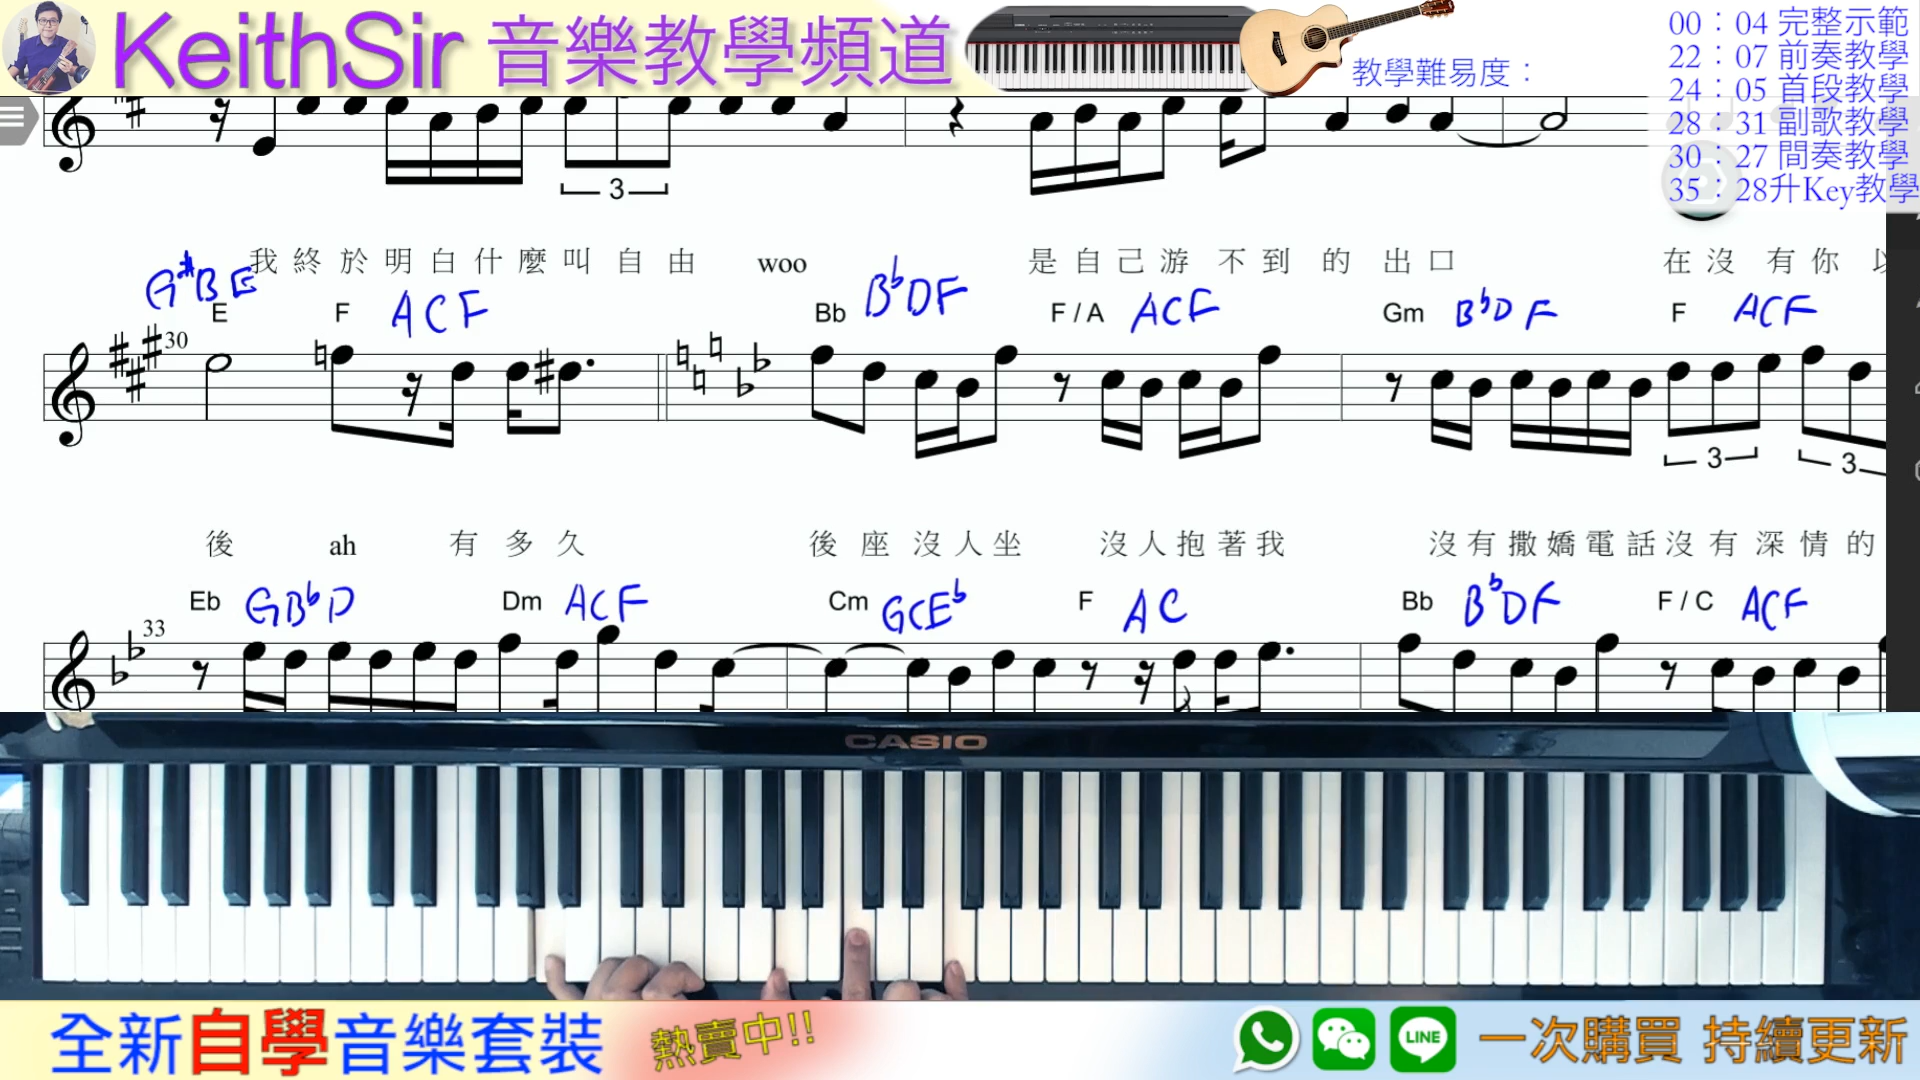 KeithSir 音樂教學頻道
教學難易度：
00：04 完整示範
22：07 前奏教學
24：05 首段教學
28：31 副歌教學
30：27 間奏教學
35：28升Key教學
3
我終於明白什麼叫自由 woo 是自己游不到的出口 在沒有你
G#BE ACF BbDF ACF BbDF ACF
E F Bb F / A Gm F
30
3 3
後 ah 有多久 後座沒人坐 沒人抱著我 沒有撒嬌電話沒有深情的
Eb GBbD Dm ACF Cm GCEb F AC Bb BbDF F / C ACF
33
CASIO
全新自學音樂套裝 熱賣中!! LINE 一次購買 持續更新